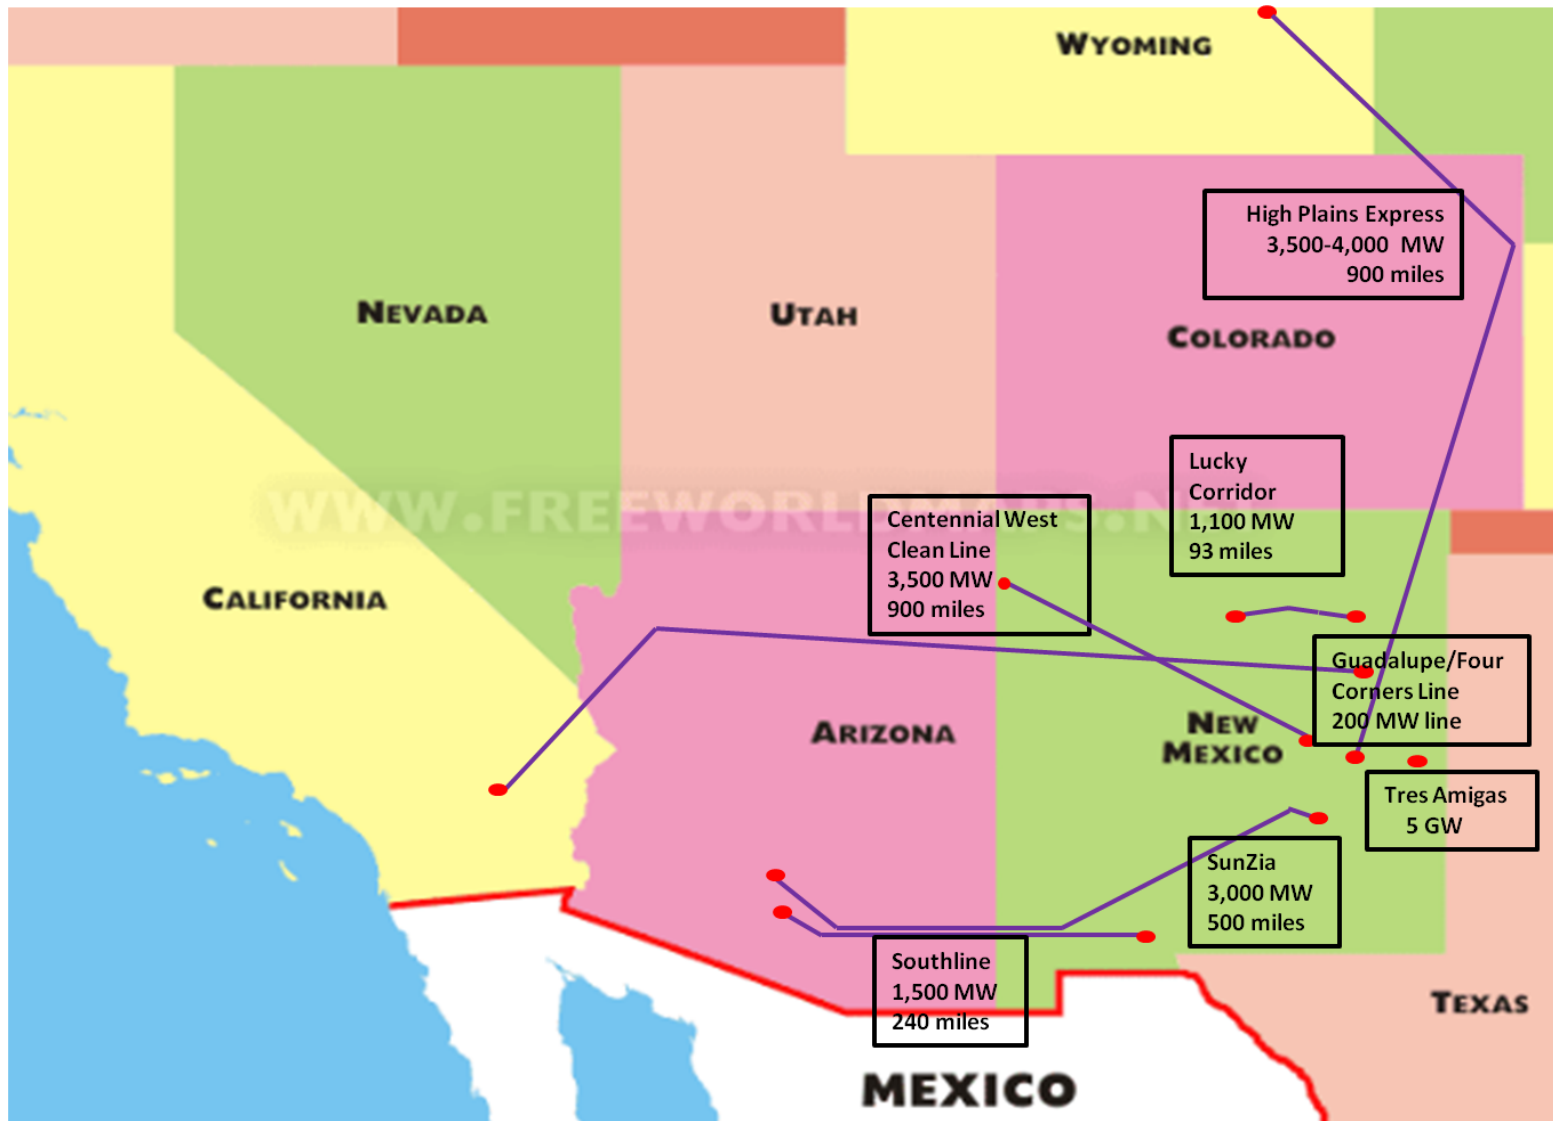 WYOMING
High Plains Express
3,500-4,000 MW
900 miles
NEVADA
UTAH
COLORADO
Lucky
Corridor
1,100 MW
93 miles
WWW.FREEWORLDMAPS.NET
Centennial West
Clean Line
3,500 MW
900 miles
CALIFORNIA
Guadalupe/Four
Corners Line
200 MW line
ARIZONA
NEW
MEXICO
Tres Amigas
5 GW
SunZia
3,000 MW
500 miles
Southline
1,500 MW
240 miles
TEXAS
MEXICO